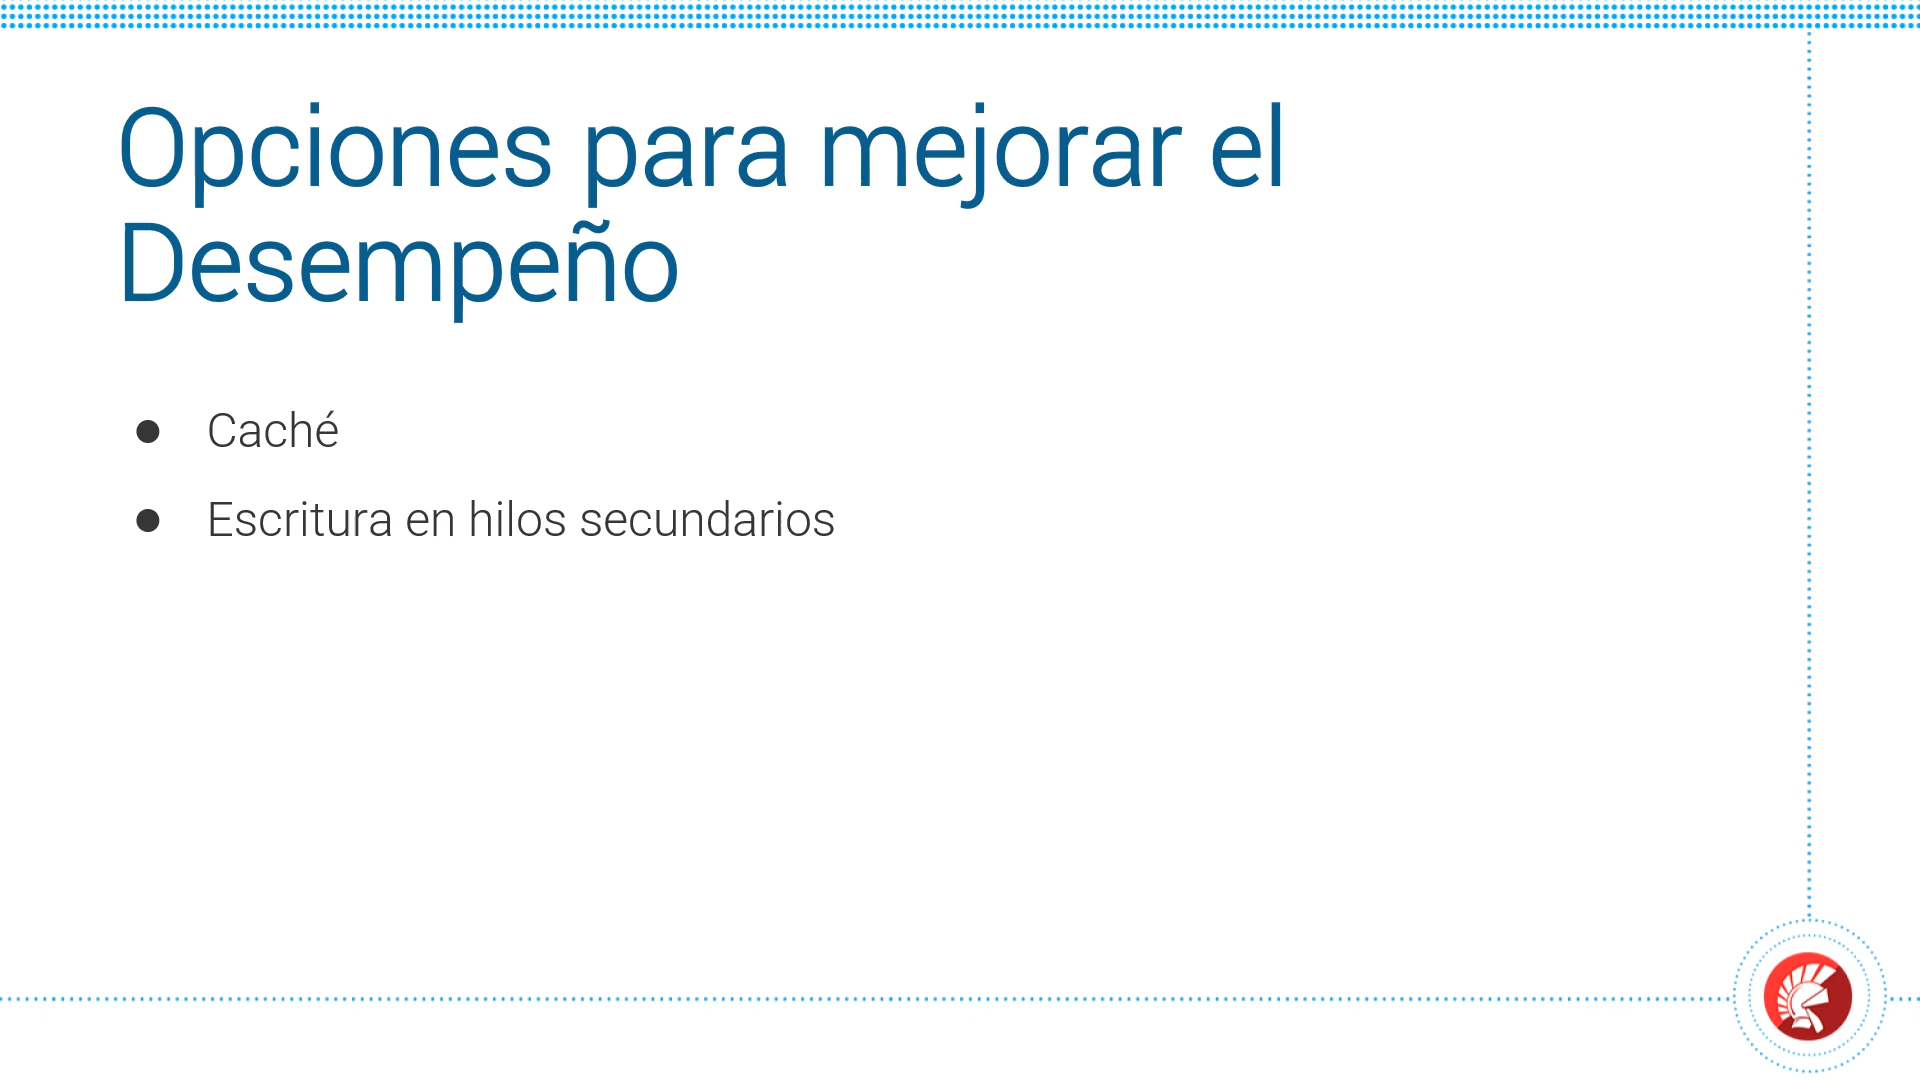 Opciones para mejorar el
Desempeño
● Caché
● Escritura en hilos secundarios